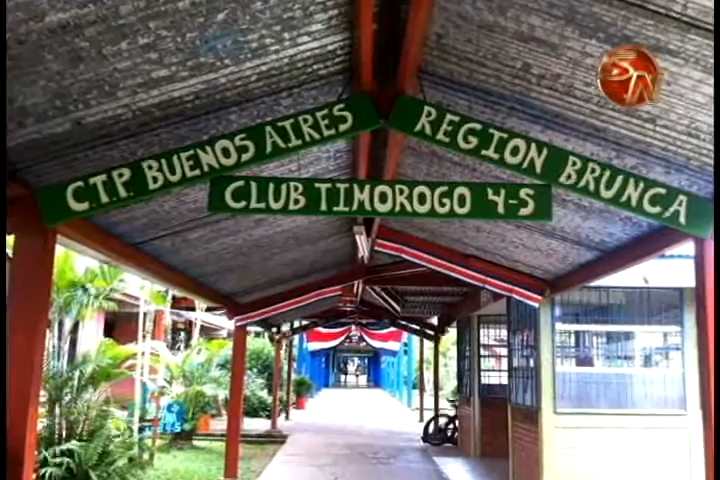 C.T.P. BUENOS AIRES
REGION BRUNCA
CLUB TIMOROGO 4-5